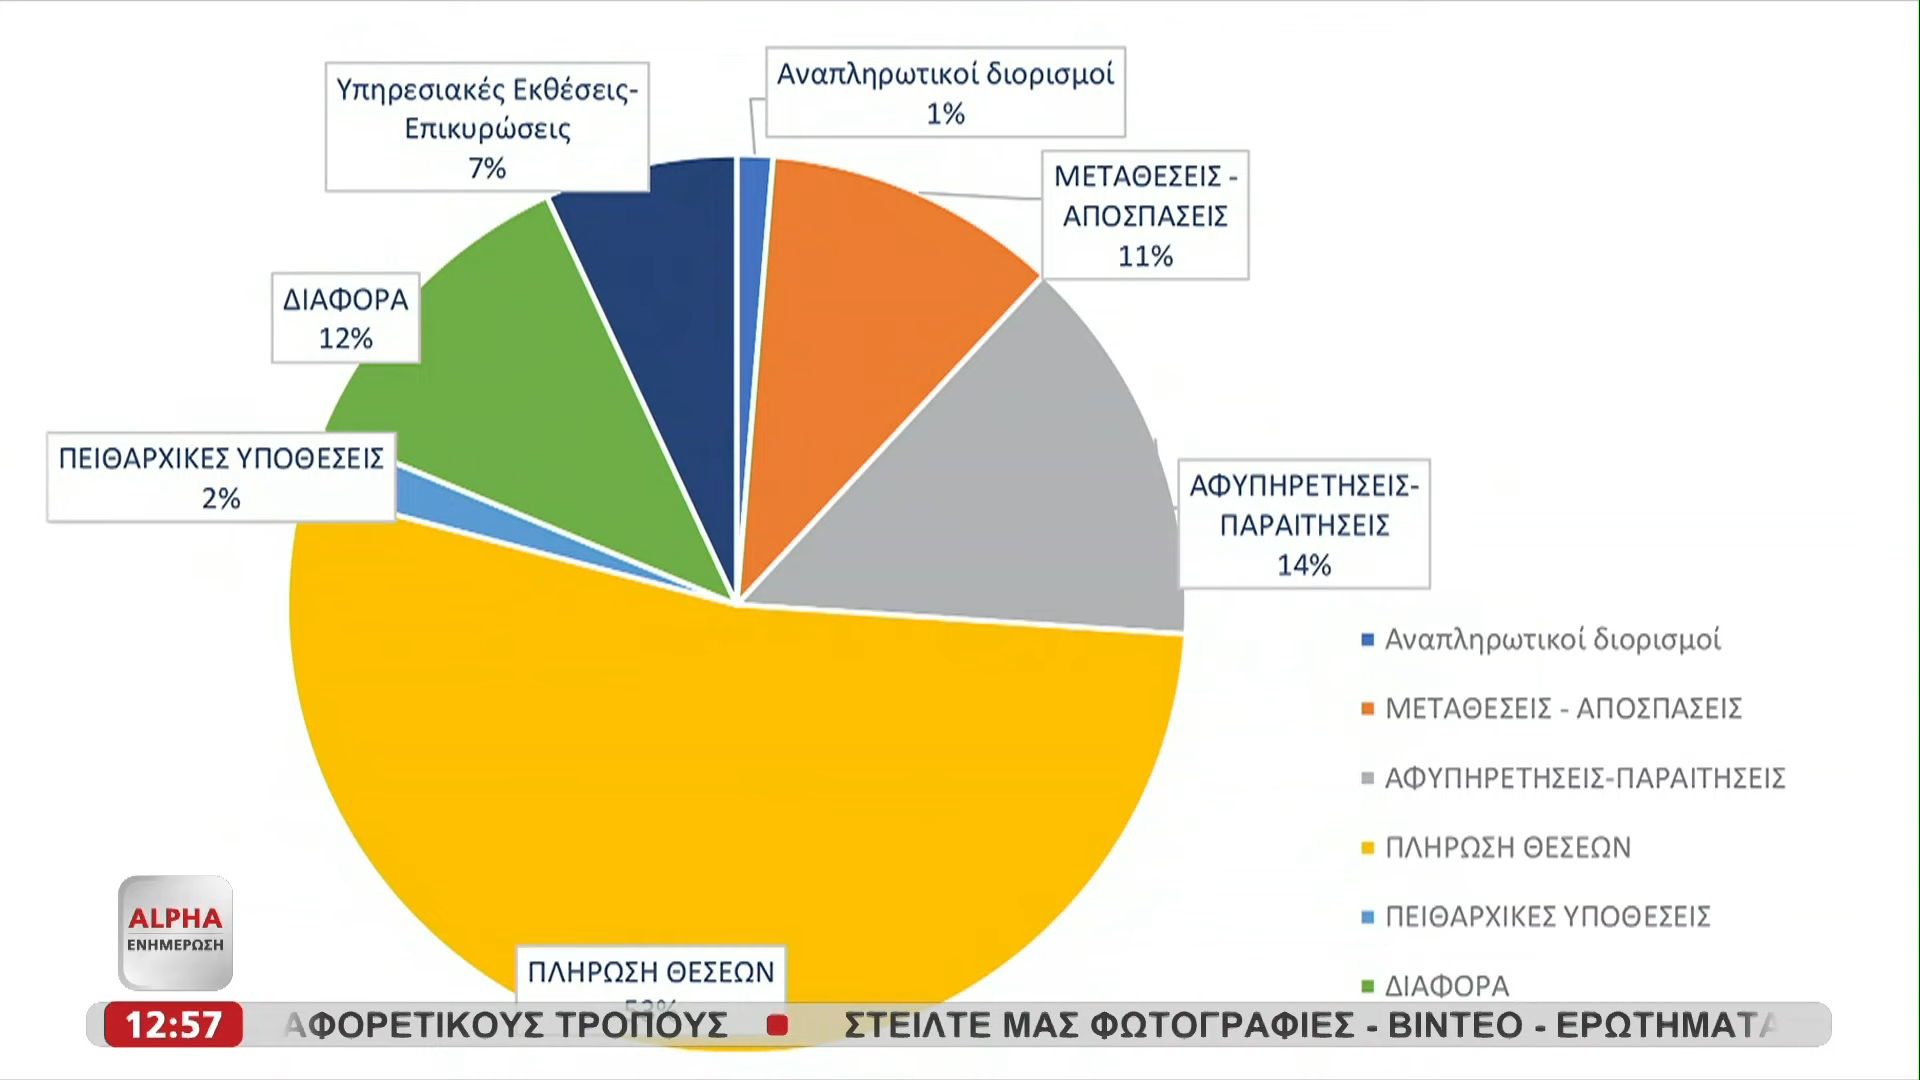 Υπηρεσιακές Εκθέσεις-
Επικυρώσεις
7%
Αναπληρωτικοί διορισμοί
1%
ΜΕΤΑΘΕΣΕΙΣ -
ΑΠΟΣΠΑΣΕΙΣ
11%
ΔΙΑΦΟΡΑ
12%
ΠΕΙΘΑΡΧΙΚΕΣ ΥΠΟΘΕΣΕΙΣ
2%
ΑΦΥΠΗΡΕΤΗΣΕΙΣ-
ΠΑΡΑΙΤΗΣΕΙΣ
14%
ΠΛΗΡΩΣΗ ΘΕΣΕΩΝ
53%
Αναπληρωτικοί διορισμοί
ΜΕΤΑΘΕΣΕΙΣ - ΑΠΟΣΠΑΣΕΙΣ
ΑΦΥΠΗΡΕΤΗΣΕΙΣ-ΠΑΡΑΙΤΗΣΕΙΣ
ΠΛΗΡΩΣΗ ΘΕΣΕΩΝ
ΠΕΙΘΑΡΧΙΚΕΣ ΥΠΟΘΕΣΕΙΣ
ΔΙΑΦΟΡΑ
ALPHA
ΕΝΗΜΕΡΩΣΗ
12:57 ΑΦΟΡΕΤΙΚΟΥΣ ΤΡΟΠΟΥΣ ΣΤΕΙΛΤΕ ΜΑΣ ΦΩΤΟΓΡΑΦΙΕΣ - ΒΙΝΤΕΟ - ΕΡΩΤΗΜΑΤΑ